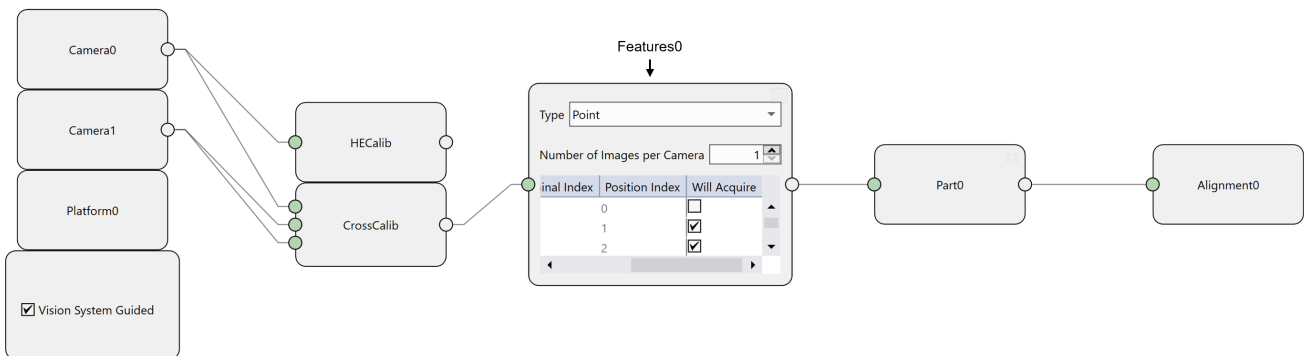 Camera0
Camera1
Platform0
Vision System Guided
HECalib
CrossCalib
Features0
Type Point
Number of Images per Camera 1
inal Index Position Index Will Acquire
0
1
2
Part0
Alignment0